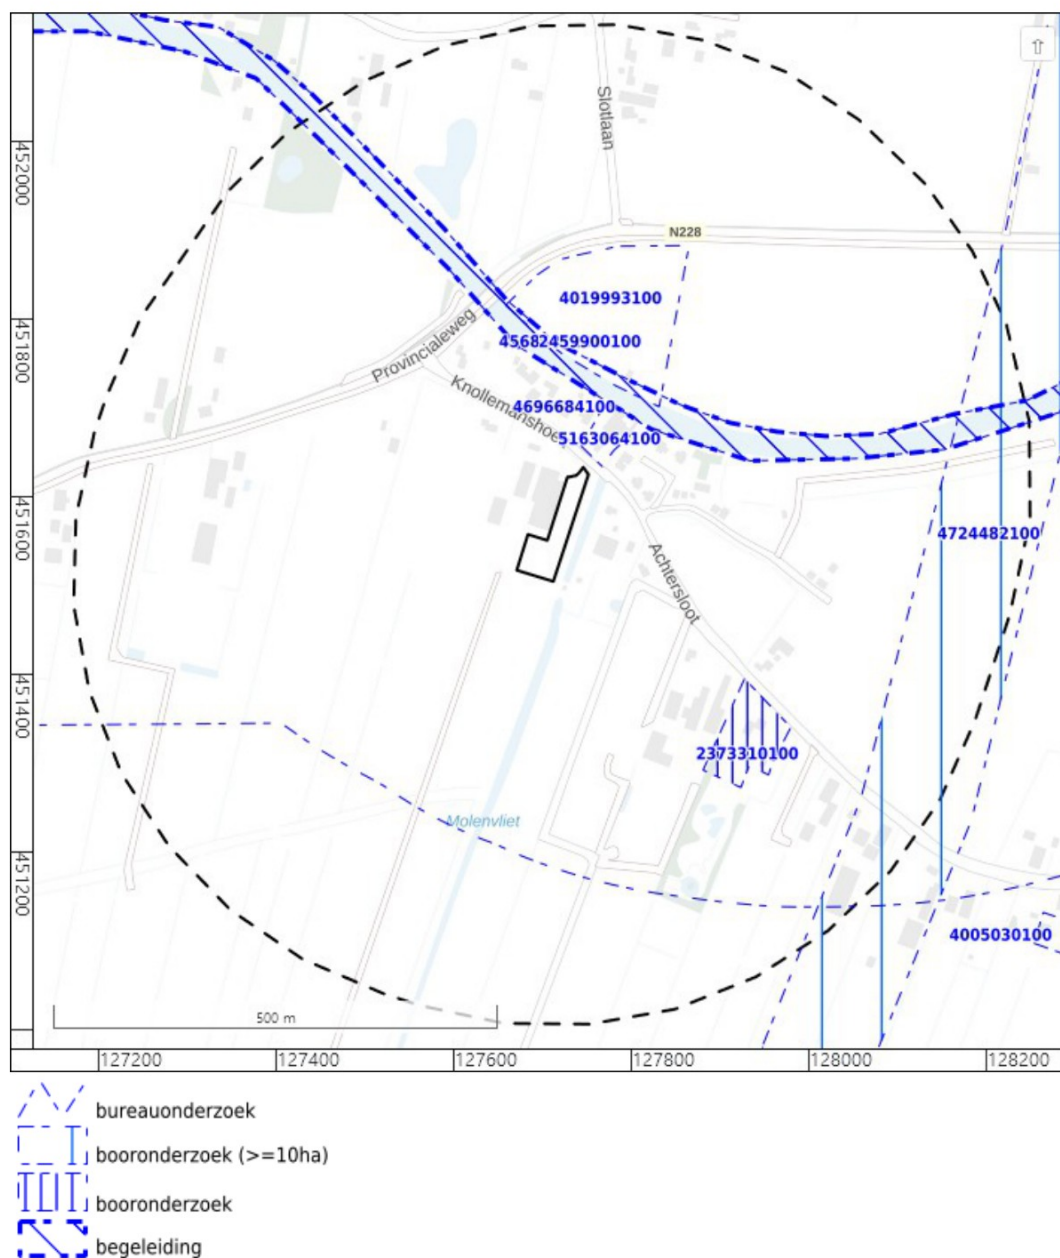 ⇧
Slotlaan
452000
N228
4019993100
451800
45682459900100
Provincialeweg
Knollemanshoe
4696684100
5163064100
451600
4724482100
Achtersloot
451400
2373310100
Molenvliet
451200
4005030100
500 m
127200
127400
127600
127800
128000
128200
bureauonderzoek
booronderzoek (>=10ha)
booronderzoek
begeleiding